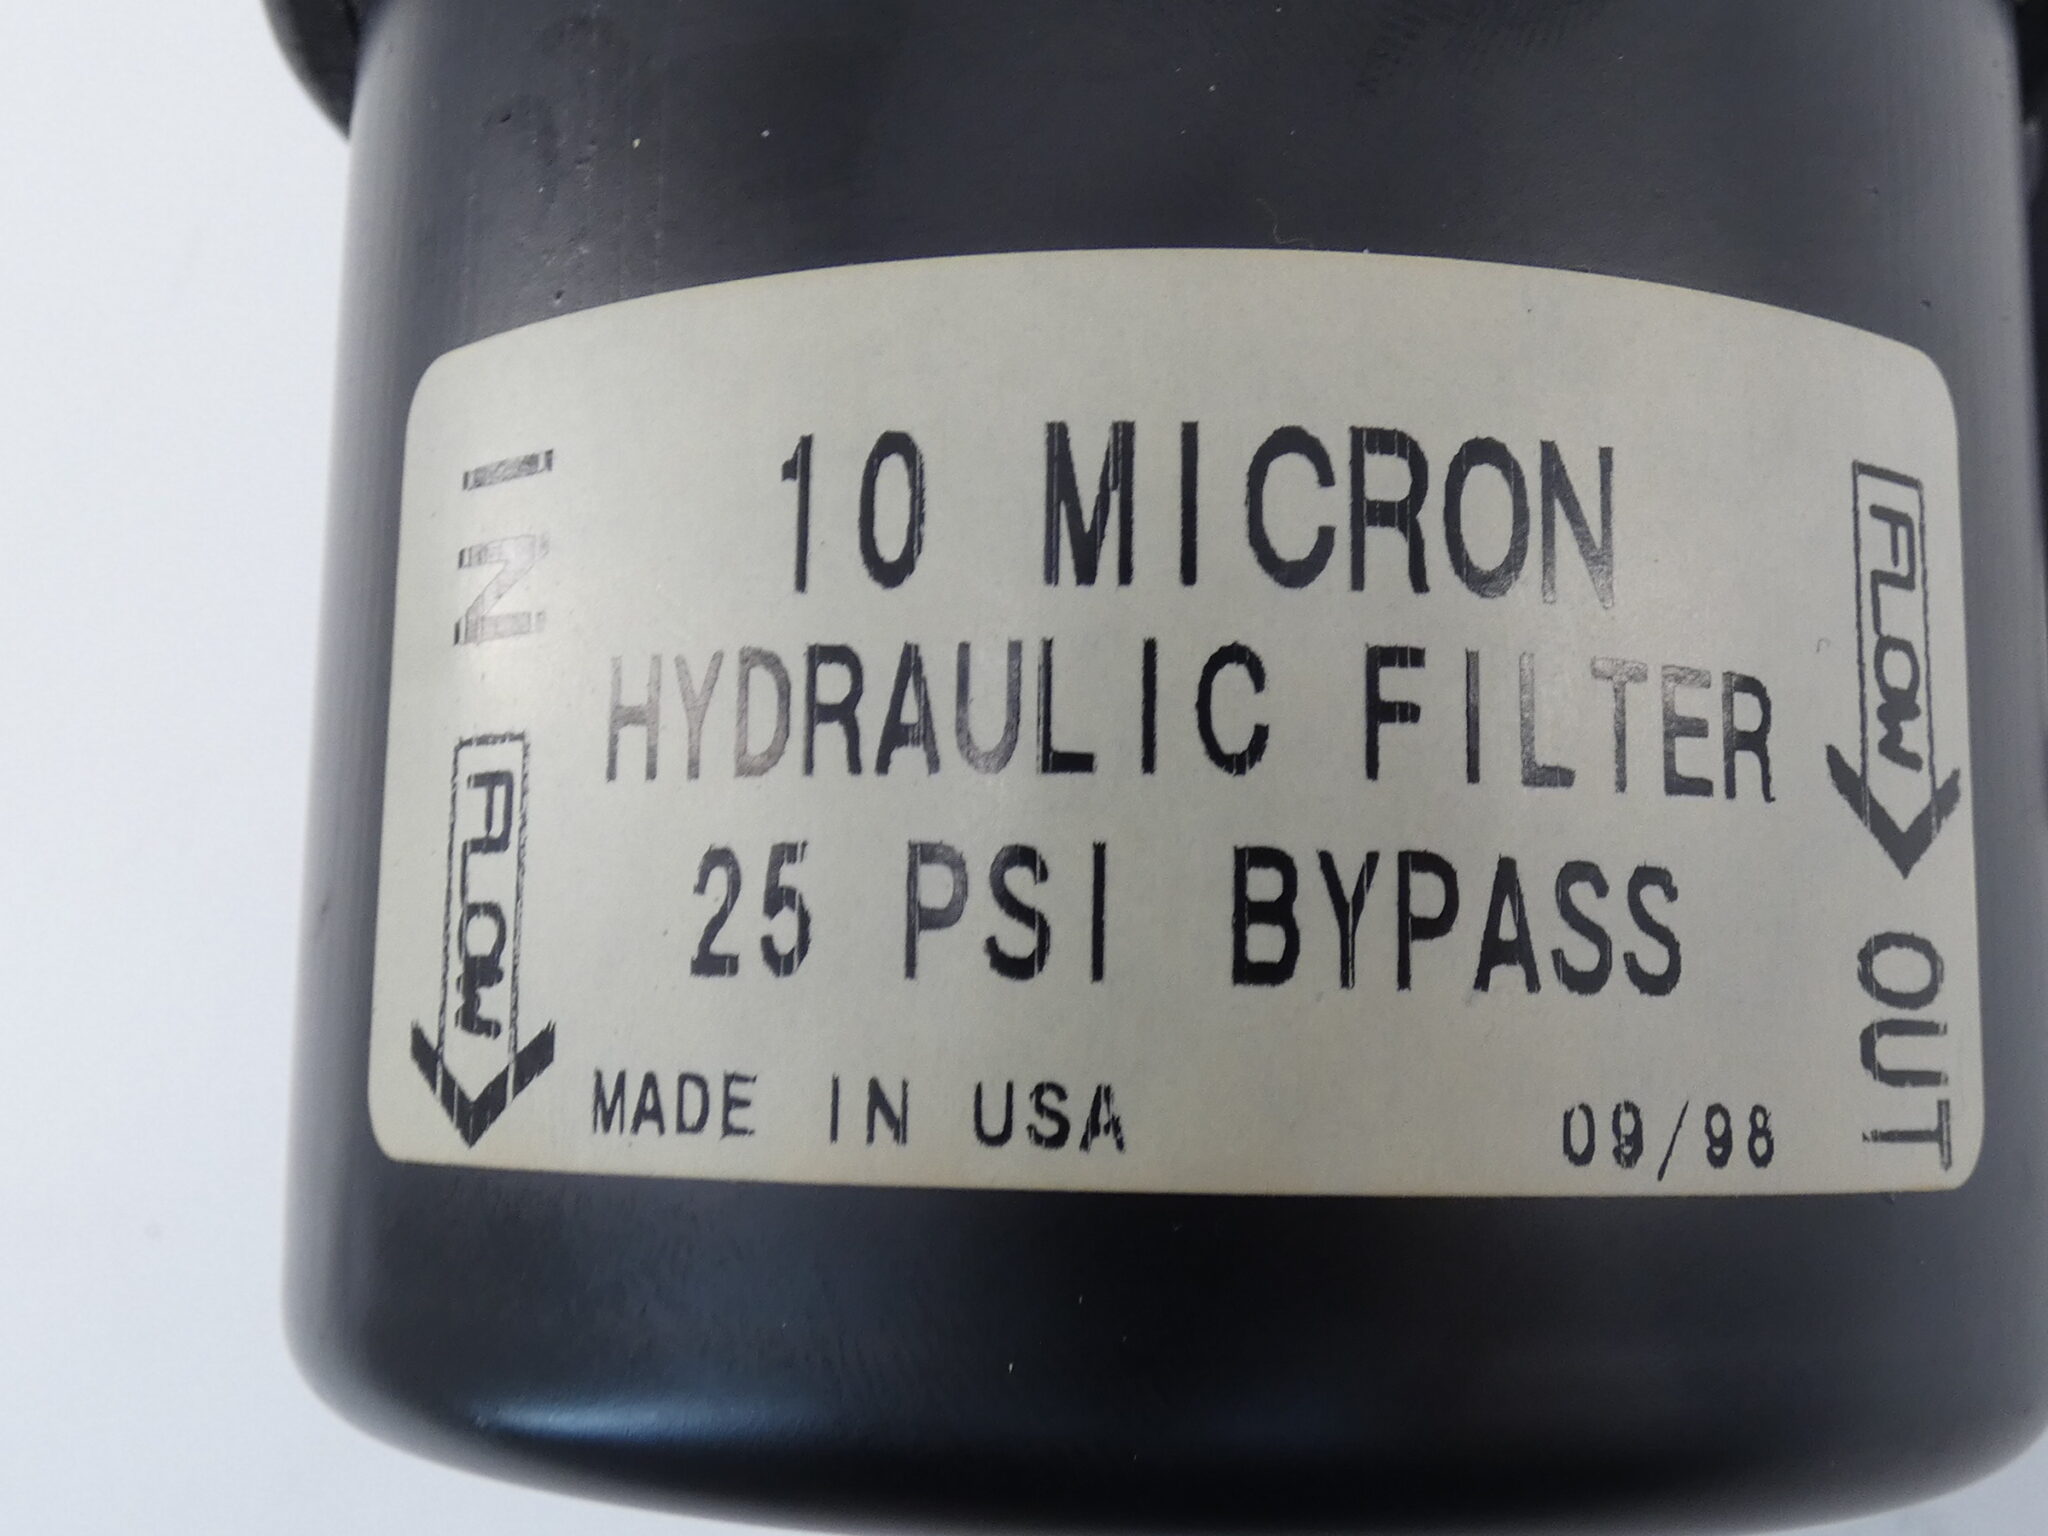 IN FLOW
10 MICRON
HYDRAULIC FILTER
25 PSI BYPASS
MADE IN USA
09/98
FLOW OUT